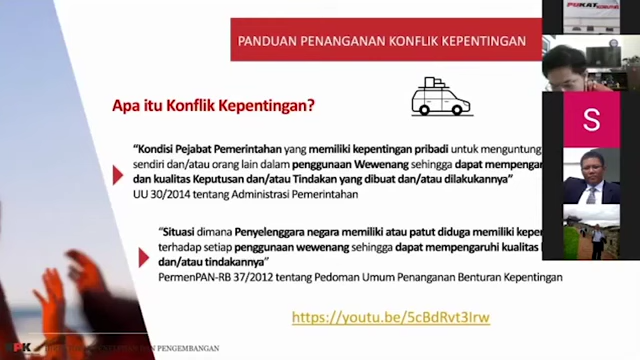 PANDUAN PENANGANAN KONFLIK KEPENTINGAN
PUKAT
Apa itu Konflik Kepentingan?
S
“Kondisi Pejabat Pemerintahan yang memiliki kepentingan pribadi untuk menguntung
sendiri dan/atau orang lain dalam penggunaan Wewenang sehingga dapat mempengar
dan kualitas Keputusan dan/atau Tindakan yang dibuat dan/atau dilakukannya”
UU 30/2014 tentang Administrasi Pemerintahan
“Situasi dimana Penyelenggara negara memiliki atau patut diduga memiliki kepen
terhadap setiap penggunaan wewenang sehingga dapat mempengaruhi kualitas
dan/atau tindakannya”
PermenPAN-RB 37/2012 tentang Pedoman Umum Penanganan Benturan Kepentingan
https://youtu.be/5cBdRvt3Irw
KPK
PENGEMBANGAN